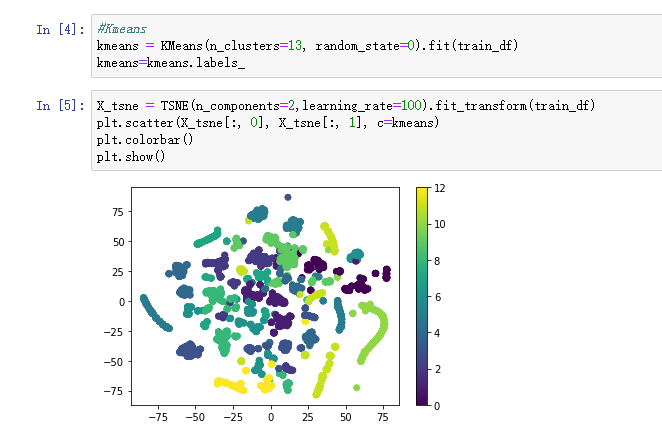 In [4]:
#Kmeans
kmeans = KMeans(n_clusters=13, random_state=0).fit(train_df)
kmeans=kmeans.labels_
In [5]:
X_tsne = TSNE(n_components=2,learning_rate=100).fit_transform(train_df)
plt.scatter(X_tsne[:, 0], X_tsne[:, 1], c=kmeans)
plt.colorbar()
plt.show()
75
50
25
0
−25
−50
−75
−75 −50 −25 0 25 50 75
12
10
8
6
4
2
0